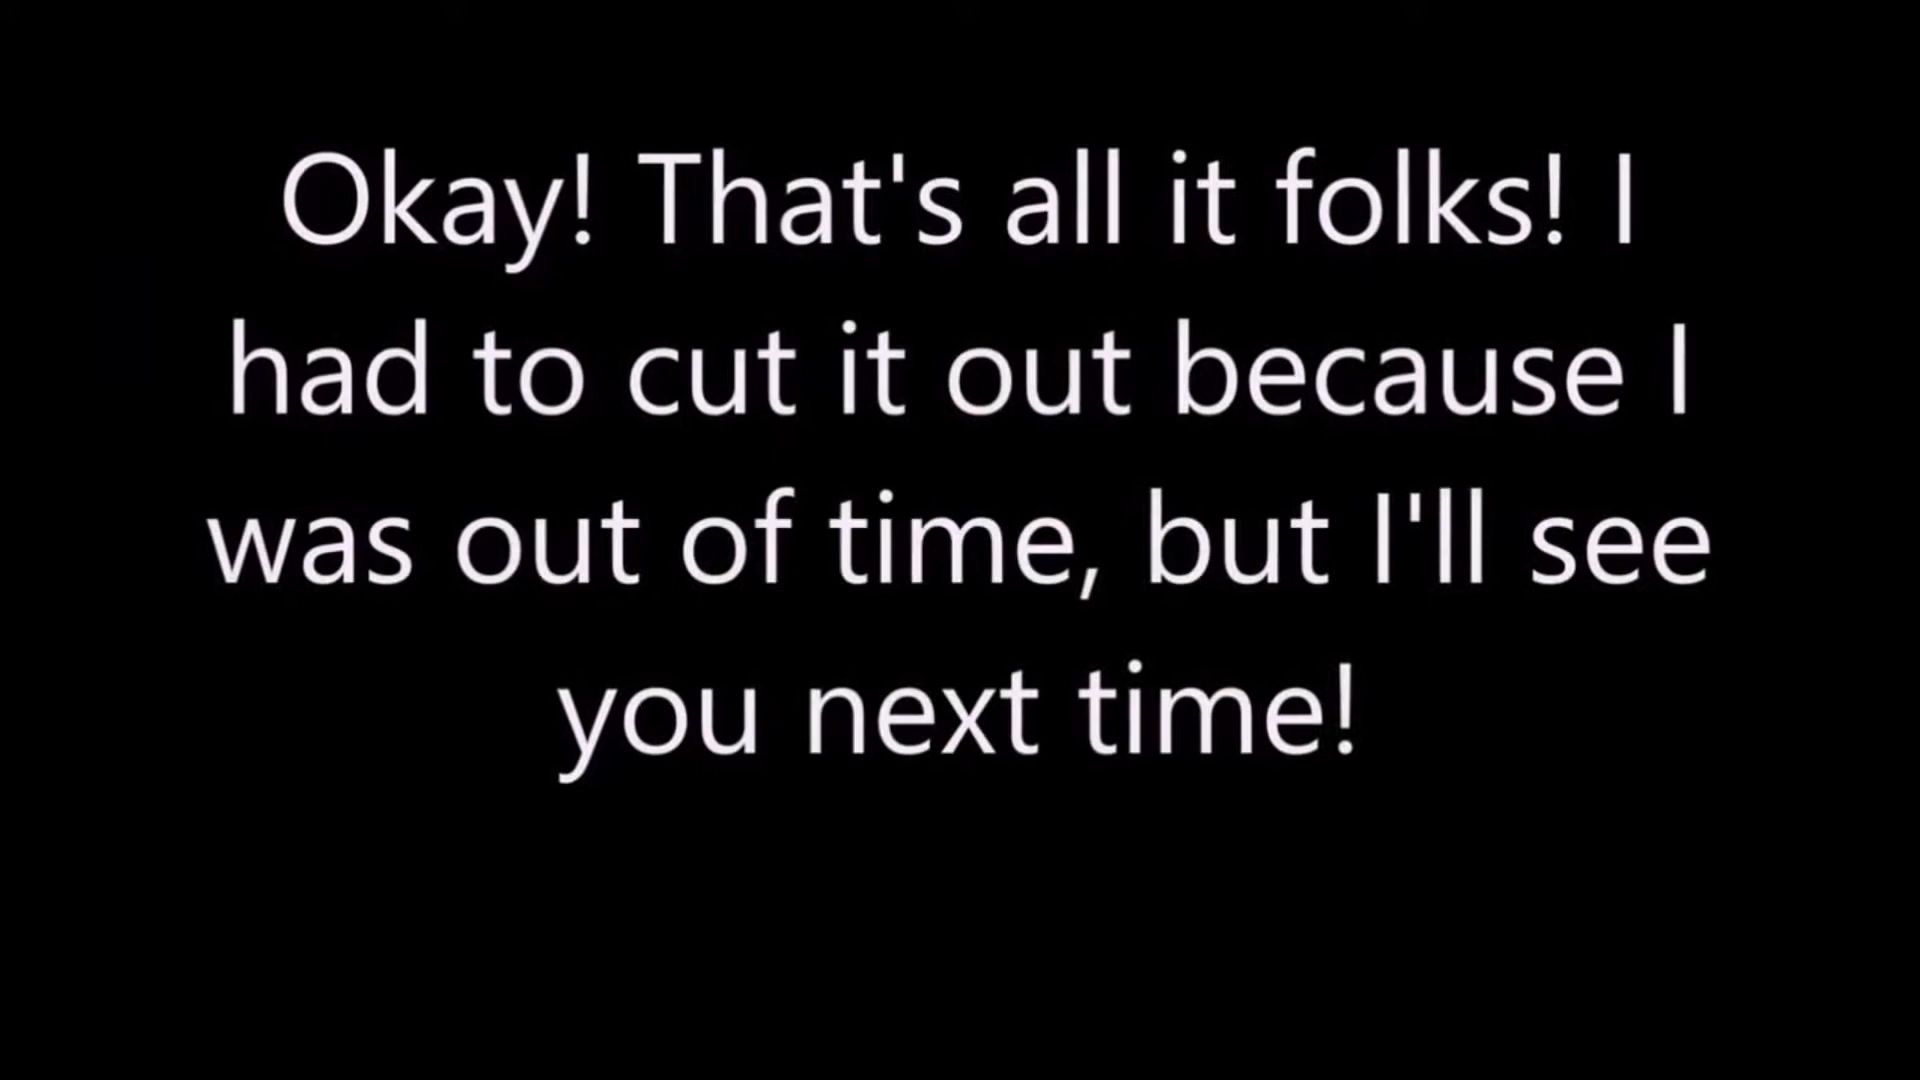 Okay! That's all it folks! I
had to cut it out because I
was out of time, but I'll see
you next time!